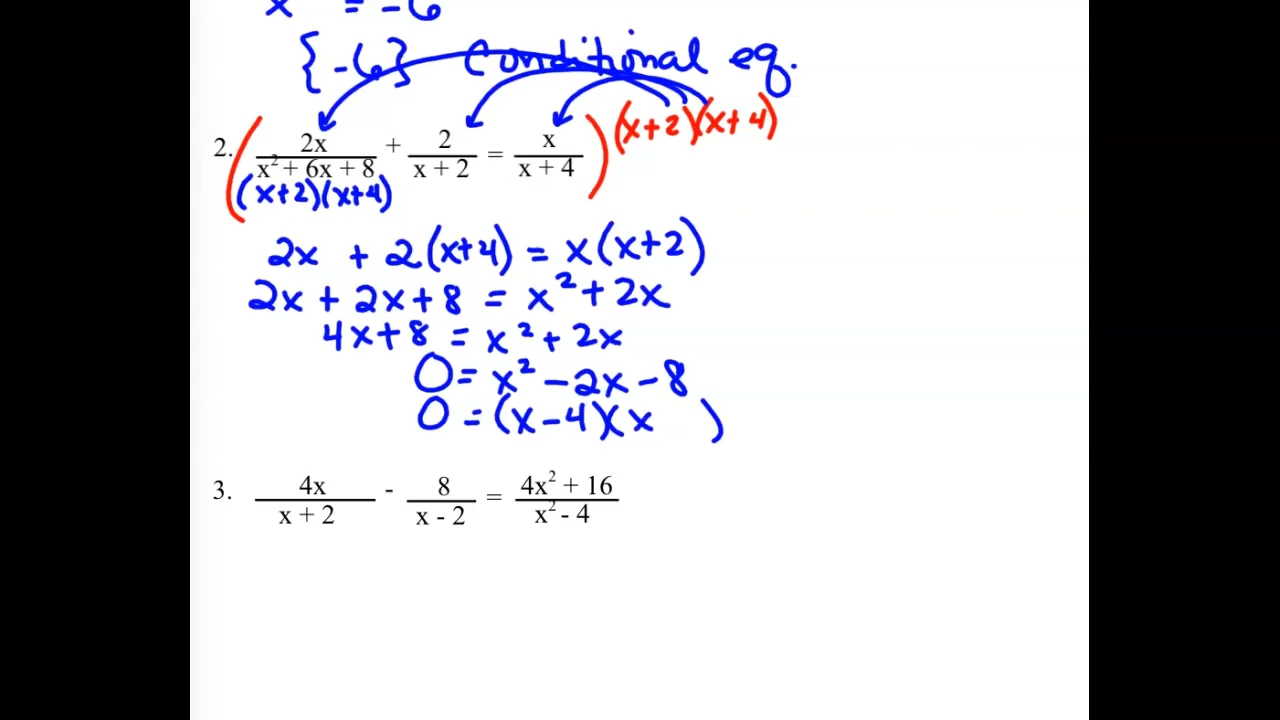 x = -6
{-6} Conditional eq.
2. ( 2x / x² + 6x + 8 + 2 / x + 2 = x / x + 4 ) (x+2)(x+4)
(x+2)(x+4)
2x + 2(x+4) = x(x+2)
2x + 2x + 8 = x² + 2x
4x + 8 = x² + 2x
0 = x² - 2x - 8
0 = (x - 4)(x )
3. 4x / x + 2 - 8 / x - 2 = 4x² + 16 / x² - 4